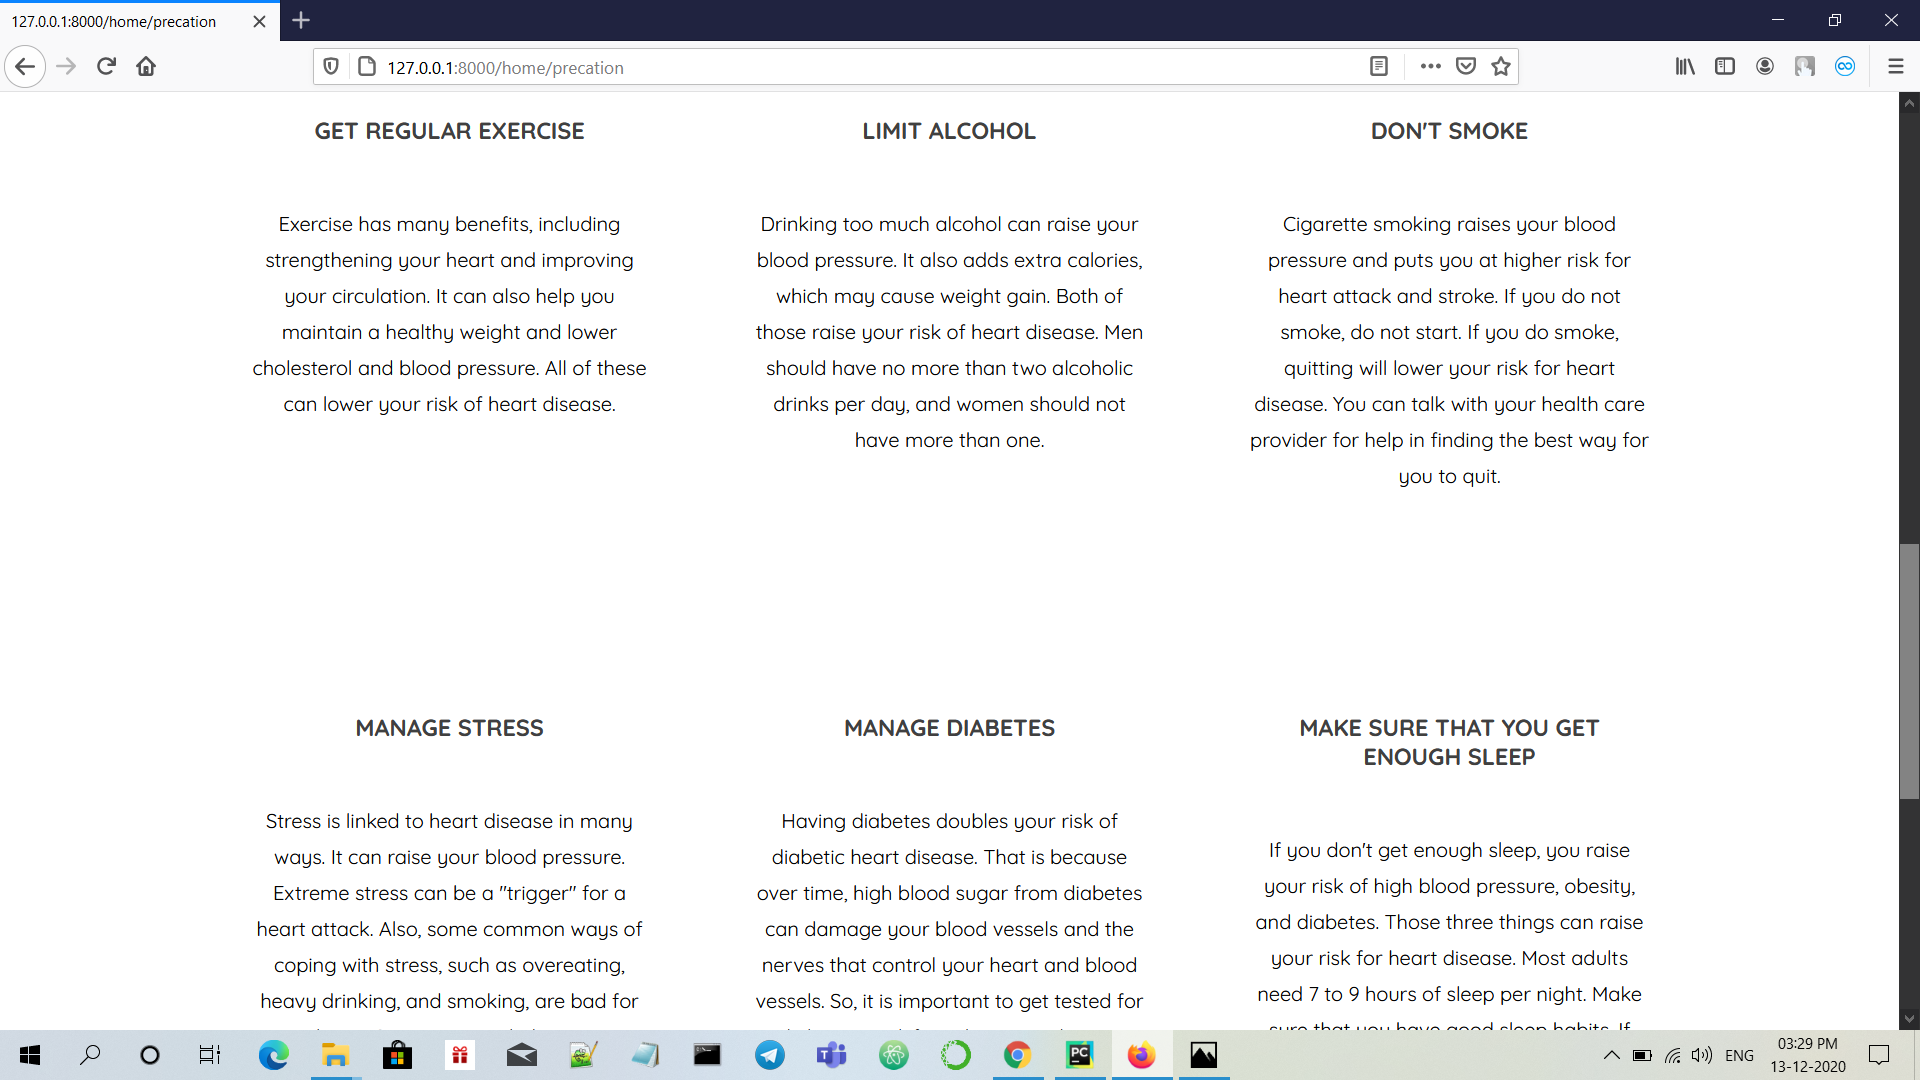 127.0.0.1:8000/home/precation
127.0.0.1:8000/home/precation
GET REGULAR EXERCISE
Exercise has many benefits, including
strengthening your heart and improving
your circulation. It can also help you
maintain a healthy weight and lower
cholesterol and blood pressure. All of these
can lower your risk of heart disease.
LIMIT ALCOHOL
Drinking too much alcohol can raise your
blood pressure. It also adds extra calories,
which may cause weight gain. Both of
those raise your risk of heart disease. Men
should have no more than two alcoholic
drinks per day, and women should not
have more than one.
DON'T SMOKE
Cigarette smoking raises your blood
pressure and puts you at higher risk for
heart attack and stroke. If you do not
smoke, do not start. If you do smoke,
quitting will lower your risk for heart
disease. You can talk with your health care
provider for help in finding the best way for
you to quit.
MANAGE STRESS
Stress is linked to heart disease in many
ways. It can raise your blood pressure.
Extreme stress can be a "trigger" for a
heart attack. Also, some common ways of
coping with stress, such as overeating,
heavy drinking, and smoking, are bad for
MANAGE DIABETES
Having diabetes doubles your risk of
diabetic heart disease. That is because
over time, high blood sugar from diabetes
can damage your blood vessels and the
nerves that control your heart and blood
vessels. So, it is important to get tested for
MAKE SURE THAT YOU GET
ENOUGH SLEEP
If you don't get enough sleep, you raise
your risk of high blood pressure, obesity,
and diabetes. Those three things can raise
your risk for heart disease. Most adults
need 7 to 9 hours of sleep per night. Make
sure that you have good sleep habits. If
PC
ENG
03:29 PM
13-12-2020